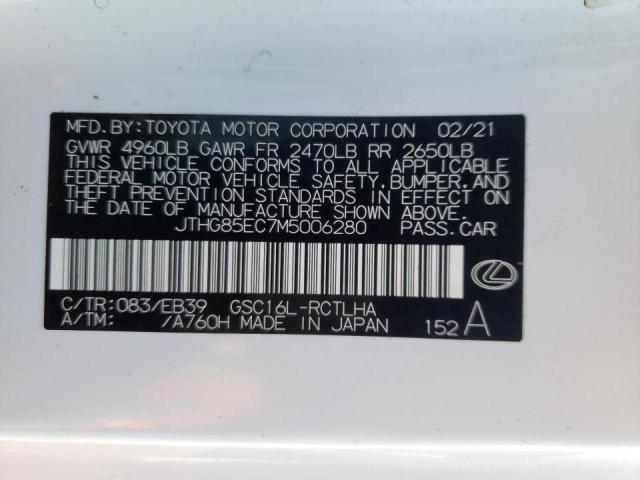 MFD. BY: TOYOTA MOTOR CORPORATION 02/21
GVWR 4960LB GAWR FR 2470LB RR 2650LB
THIS VEHICLE CONFORMS TO ALL APPLICABLE
FEDERAL MOTOR VEHICLE SAFETY, BUMPER, AND
THEFT PREVENTION STANDARDS IN EFFECT ON
THE DATE OF MANUFACTURE SHOWN ABOVE.
JTHG85EC7M5006280 PASS. CAR
C/TR: 083/EB39 GSC16L-RCTLHA
A/TM: /A760H MADE IN JAPAN 152 A